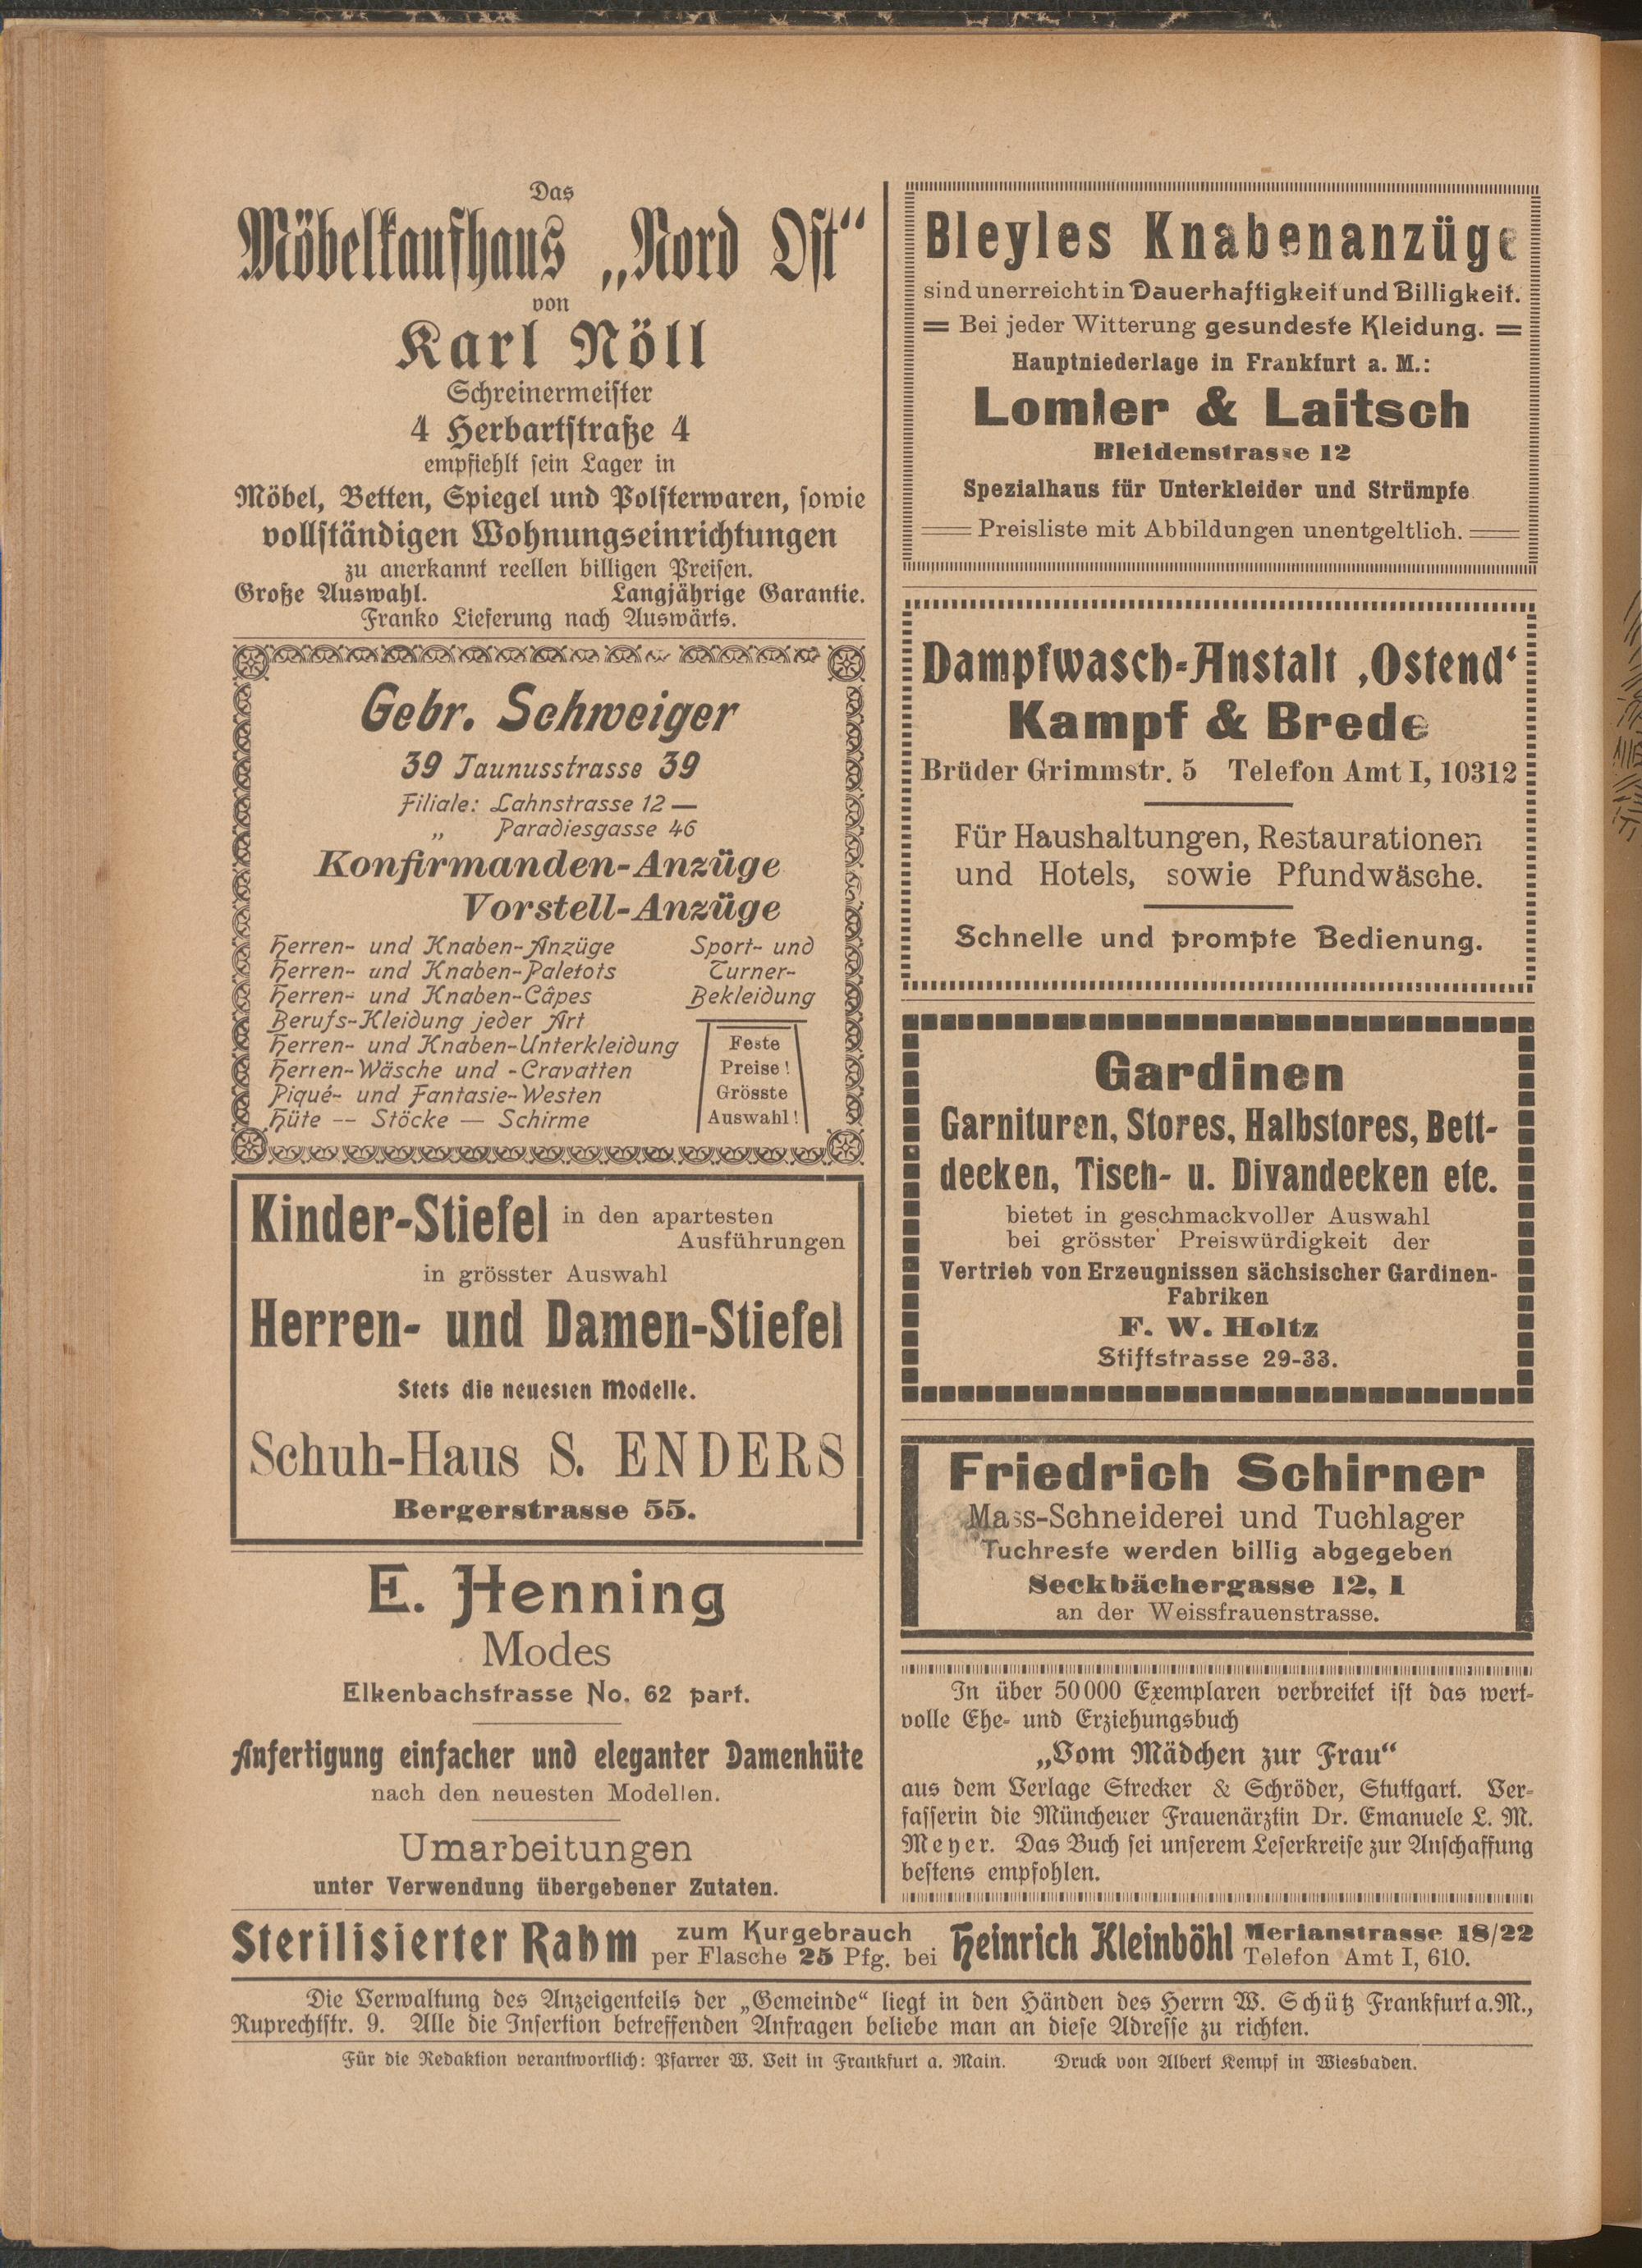 Das
Möbelkaufhaus „Nord Ost“
von
Karl Nöll
Schreinermeister
4 Herbartstraße 4
empfiehlt sein Lager in
Möbel, Betten, Spiegel und Polsterwaren, sowie
vollständigen Wohnungseinrichtungen
zu anerkannt reellen billigen Preisen.
Große Auswahl. Langjährige Garantie.
Franko Lieferung nach Auswärts.
Gebr. Schweiger
39 Taunusstrasse 39
Filiale: Lahnstrasse 12 —
„ Paradiesgasse 46
Konfirmanden-Anzüge
Vorstell-Anzüge
Herren- und Knaben-Anzüge
Herren- und Knaben-Paletots
Herren- und Knaben-Câpes
Berufs-Kleidung jeder Art
Herren- und Knaben-Unterkleidung
Herren-Wäsche und -Cravatten
Piqué- und Fantasie-Westen
Hüte -- Stöcke — Schirme
Sport- und
Turner-
Bekleidung
Feste
Preise!
Grösste
Auswahl!
Kinder-Stiefel in den apartesten
Ausführungen
in grösster Auswahl
Herren- und Damen-Stiefel
Stets die neuesten Modelle.
Schuh-Haus S. ENDERS
Bergerstrasse 55.
E. Henning
Modes
Elkenbachstrasse No. 62 part.
Anfertigung einfacher und eleganter Damenhüte
nach den neuesten Modellen.
Umarbeitungen
unter Verwendung übergebener Zutaten.
Bleyles Knabenanzüge
sind unerreicht in Dauerhaftigkeit und Billigkeit.
= Bei jeder Witterung gesundeste Kleidung. =
Hauptniederlage in Frankfurt a. M.:
Lomler & Laitsch
Bleidenstrasse 12
Spezialhaus für Unterkleider und Strümpfe
Preisliste mit Abbildungen unentgeltlich.
Dampfwasch-Anstalt ‚Ostend‘
Kampf & Brede
Brüder Grimmstr. 5 Telefon Amt I, 10312
Für Haushaltungen, Restaurationen
und Hotels, sowie Pfundwäsche.
Schnelle und prompte Bedienung.
Gardinen
Garnituren, Stores, Halbstores, Bett-
decken, Tisch- u. Divandecken etc.
bietet in geschmackvoller Auswahl
bei grösster Preiswürdigkeit der
Vertrieb von Erzeugnissen sächsischer Gardinen-
Fabriken
F. W. Holtz
Stiftstrasse 29-33.
Friedrich Schirner
Mass-Schneiderei und Tuchlager
Tuchreste werden billig abgegeben
Seckbächergasse 12, I
an der Weissfrauenstrasse.
In über 50000 Exemplaren verbreitet ist das wert-
volle Ehe- und Erziehungsbuch
„Vom Mädchen zur Frau“
aus dem Verlage Strecker & Schröder, Stuttgart. Ver-
fasserin die Müncheuer Frauenärztin Dr. Emanuele L. M.
Meyer. Das Buch sei unserem Leserkreise zur Anschaffung
bestens empfohlen.
Sterilisierter Rahm zum Kurgebrauch
per Flasche 25 Pfg. bei Heinrich Kleinböhl Merianstrasse 18/22
Telefon Amt I, 610.
Die Verwaltung des Anzeigenteils der „Gemeinde“ liegt in den Händen des Herrn W. Schütz Frankfurt a. M.,
Ruprechtstr. 9. Alle die Insertion betreffenden Anfragen beliebe man an diese Adresse zu richten.
Für die Redaktion verantwortlich: Pfarrer W. Veit in Frankfurt a. Main. Druck von Albert Kempf in Wiesbaden.